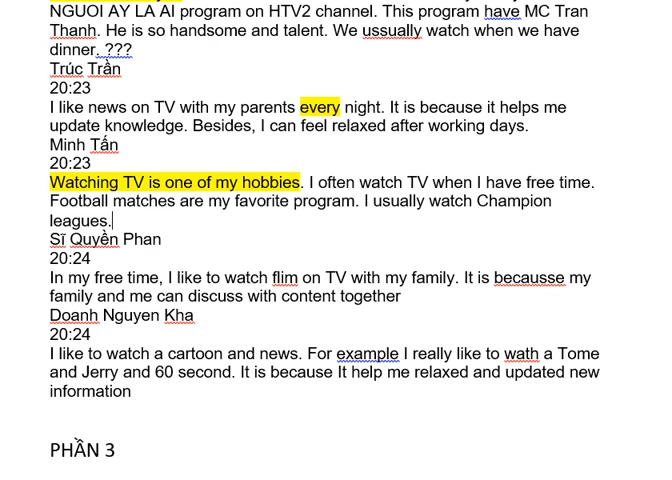 NGUOI AY LA AI program on HTV2 channel. This program have MC Tran
Thanh. He is so handsome and talent. We ussually watch when we have
dinner. ???
Trúc Trần
20:23
I like news on TV with my parents every night. It is because it helps me
update knowledge. Besides, I can feel relaxed after working days.
Minh Tấn
20:23
Watching TV is one of my hobbies. I often watch TV when I have free time.
Football matches are my favorite program. I usually watch Champion
leagues.
Sĩ Quyền Phan
20:24
In my free time, I like to watch flim on TV with my family. It is becausse my
family and me can discuss with content together
Doanh Nguyen Kha
20:24
I like to watch a cartoon and news. For example I really like to wath a Tome
and Jerry and 60 second. It is because It help me relaxed and updated new
information
PHẦN 3